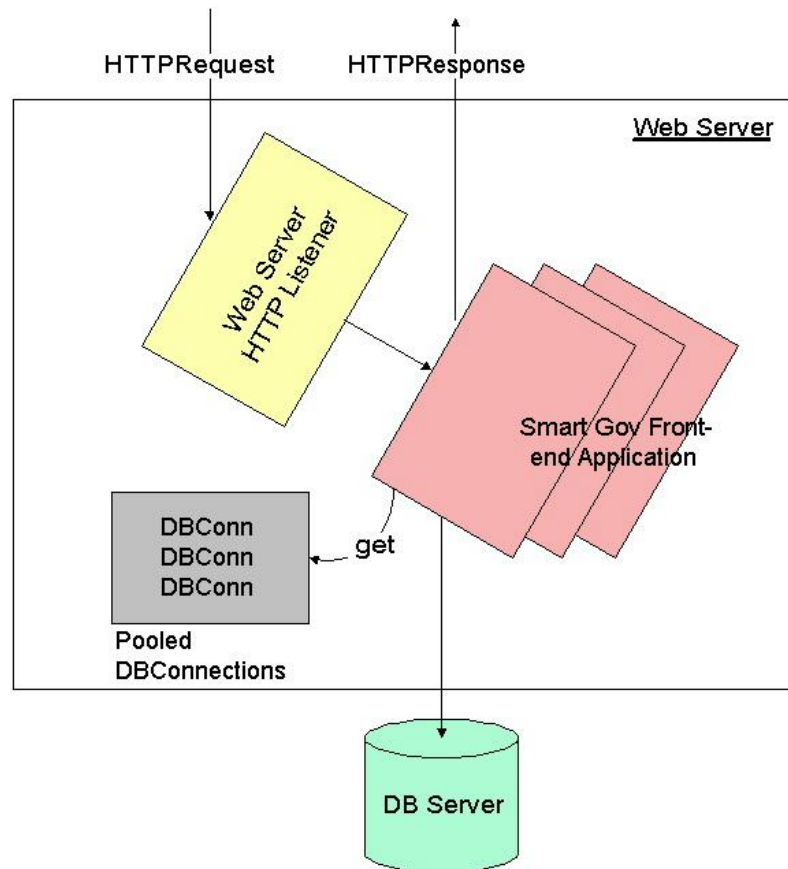 HTTPRequest
HTTPResponse
Web Server
Web Server
HTTP Listener
Smart Gov Front-
end Application
DBConn
DBConn
DBConn
get
Pooled
DBConnections
DB Server